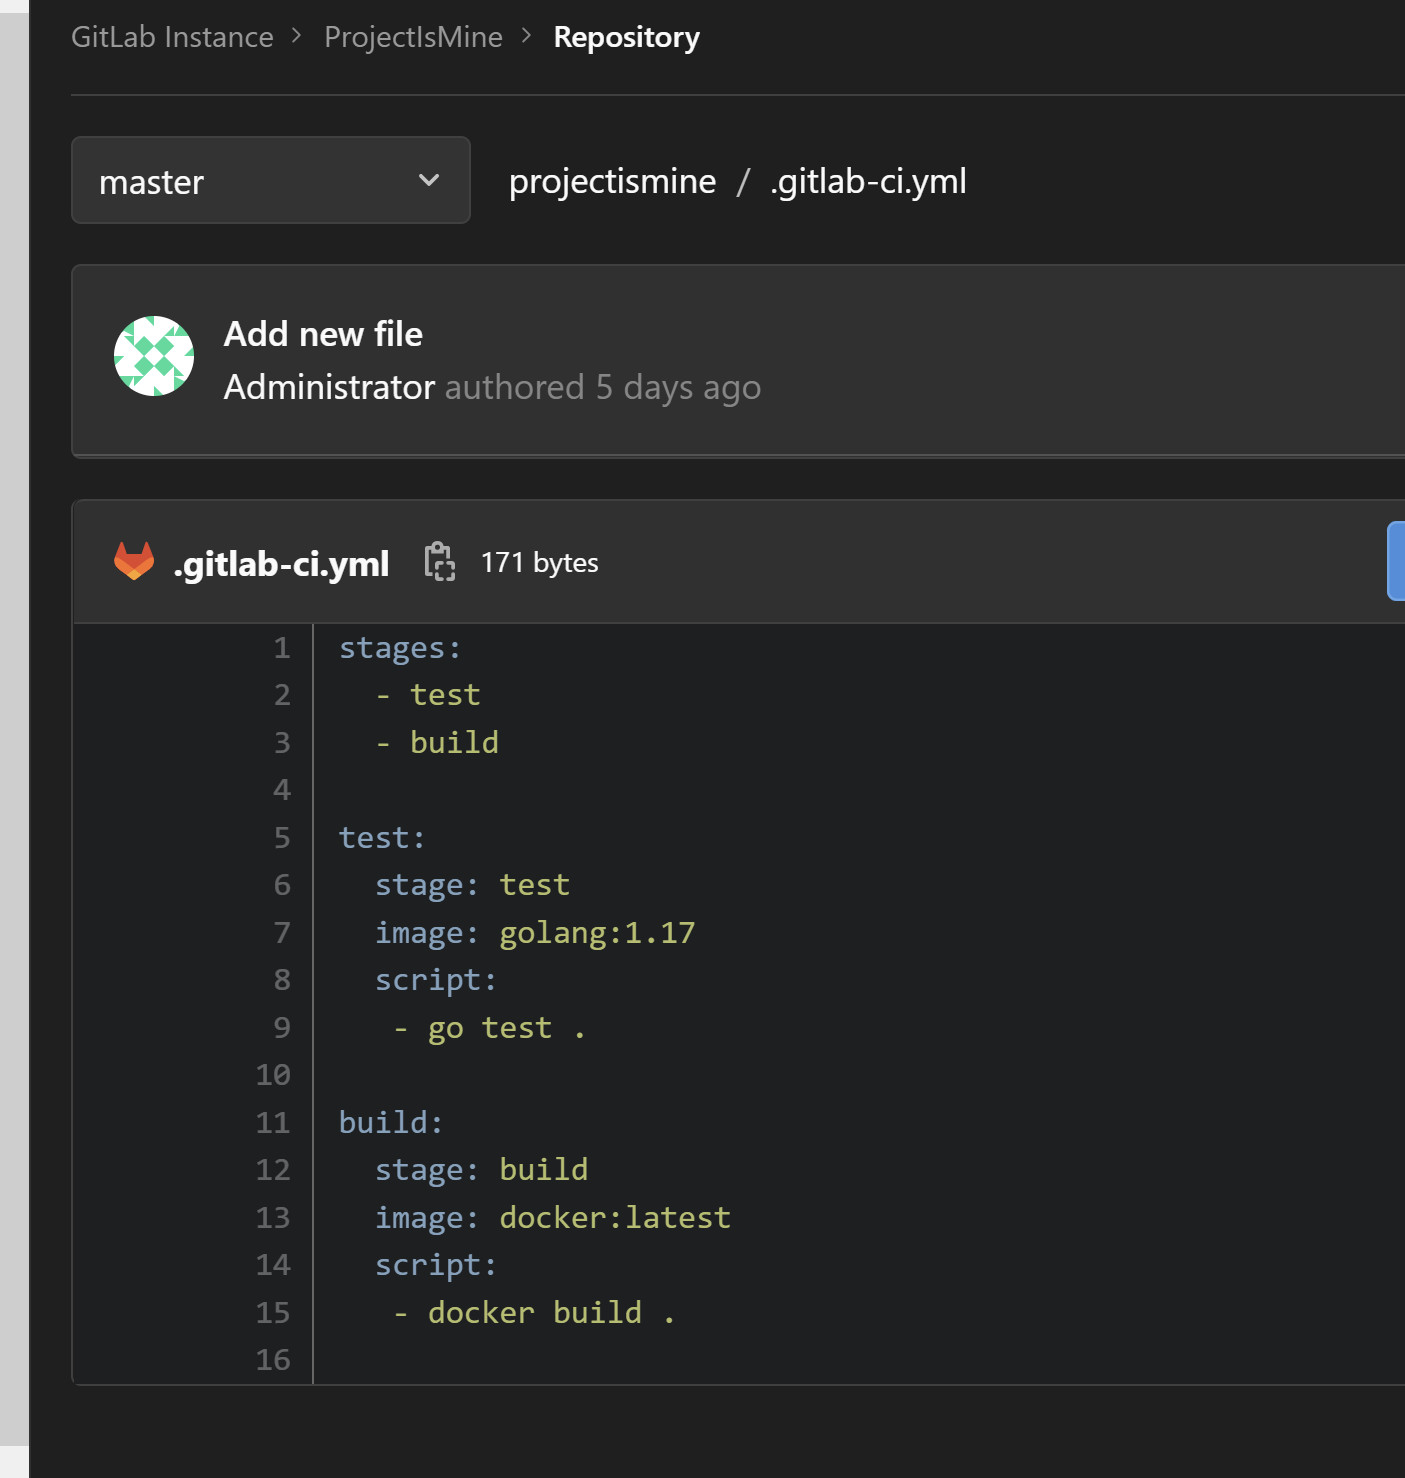 GitLab Instance > ProjectIsMine > Repository
master
projectismine / .gitlab-ci.yml
Add new file
Administrator authored 5 days ago
.gitlab-ci.yml 171 bytes
1 stages:
2   - test
3   - build
4
5 test:
6   stage: test
7   image: golang:1.17
8   script:
9    - go test .
10
11 build:
12   stage: build
13   image: docker:latest
14   script:
15    - docker build .
16